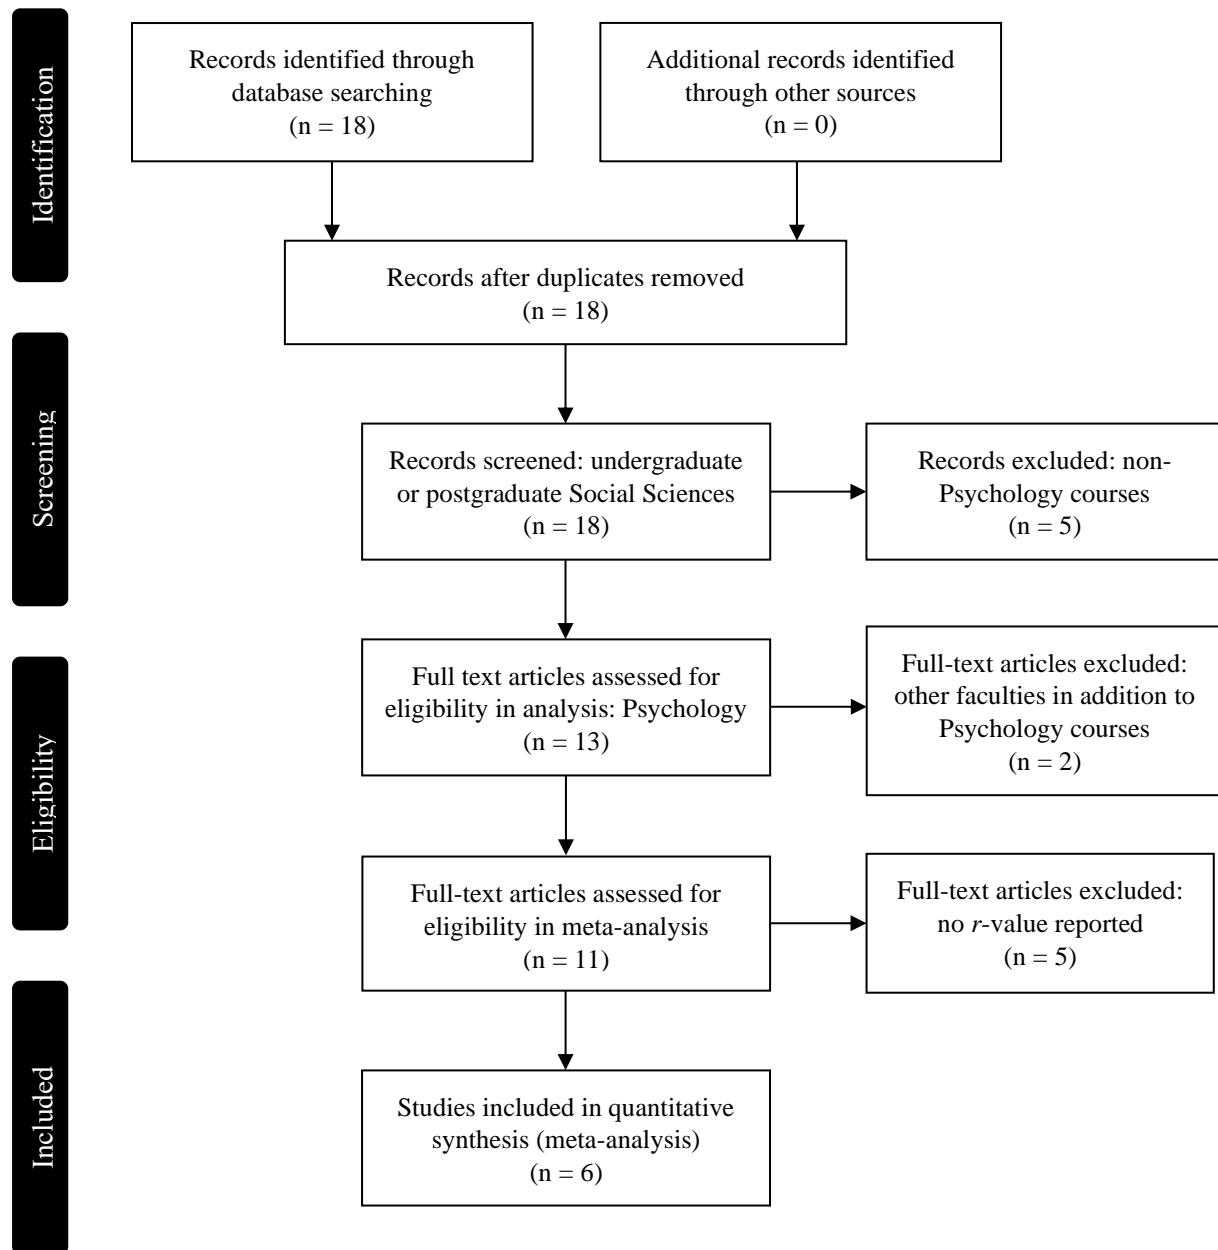 Identification
Records identified through
database searching
(n = 18)
Additional records identified
through other sources
(n = 0)
Records after duplicates removed
(n = 18)
Screening
Records screened: undergraduate
or postgraduate Social Sciences
(n = 18)
Records excluded: non-
Psychology courses
(n = 5)
Eligibility
Full text articles assessed for
eligibility in analysis: Psychology
(n = 13)
Full-text articles excluded:
other faculties in addition to
Psychology courses
(n = 2)
Full-text articles assessed for
eligibility in meta-analysis
(n = 11)
Full-text articles excluded:
no r-value reported
(n = 5)
Included
Studies included in quantitative
synthesis (meta-analysis)
(n = 6)